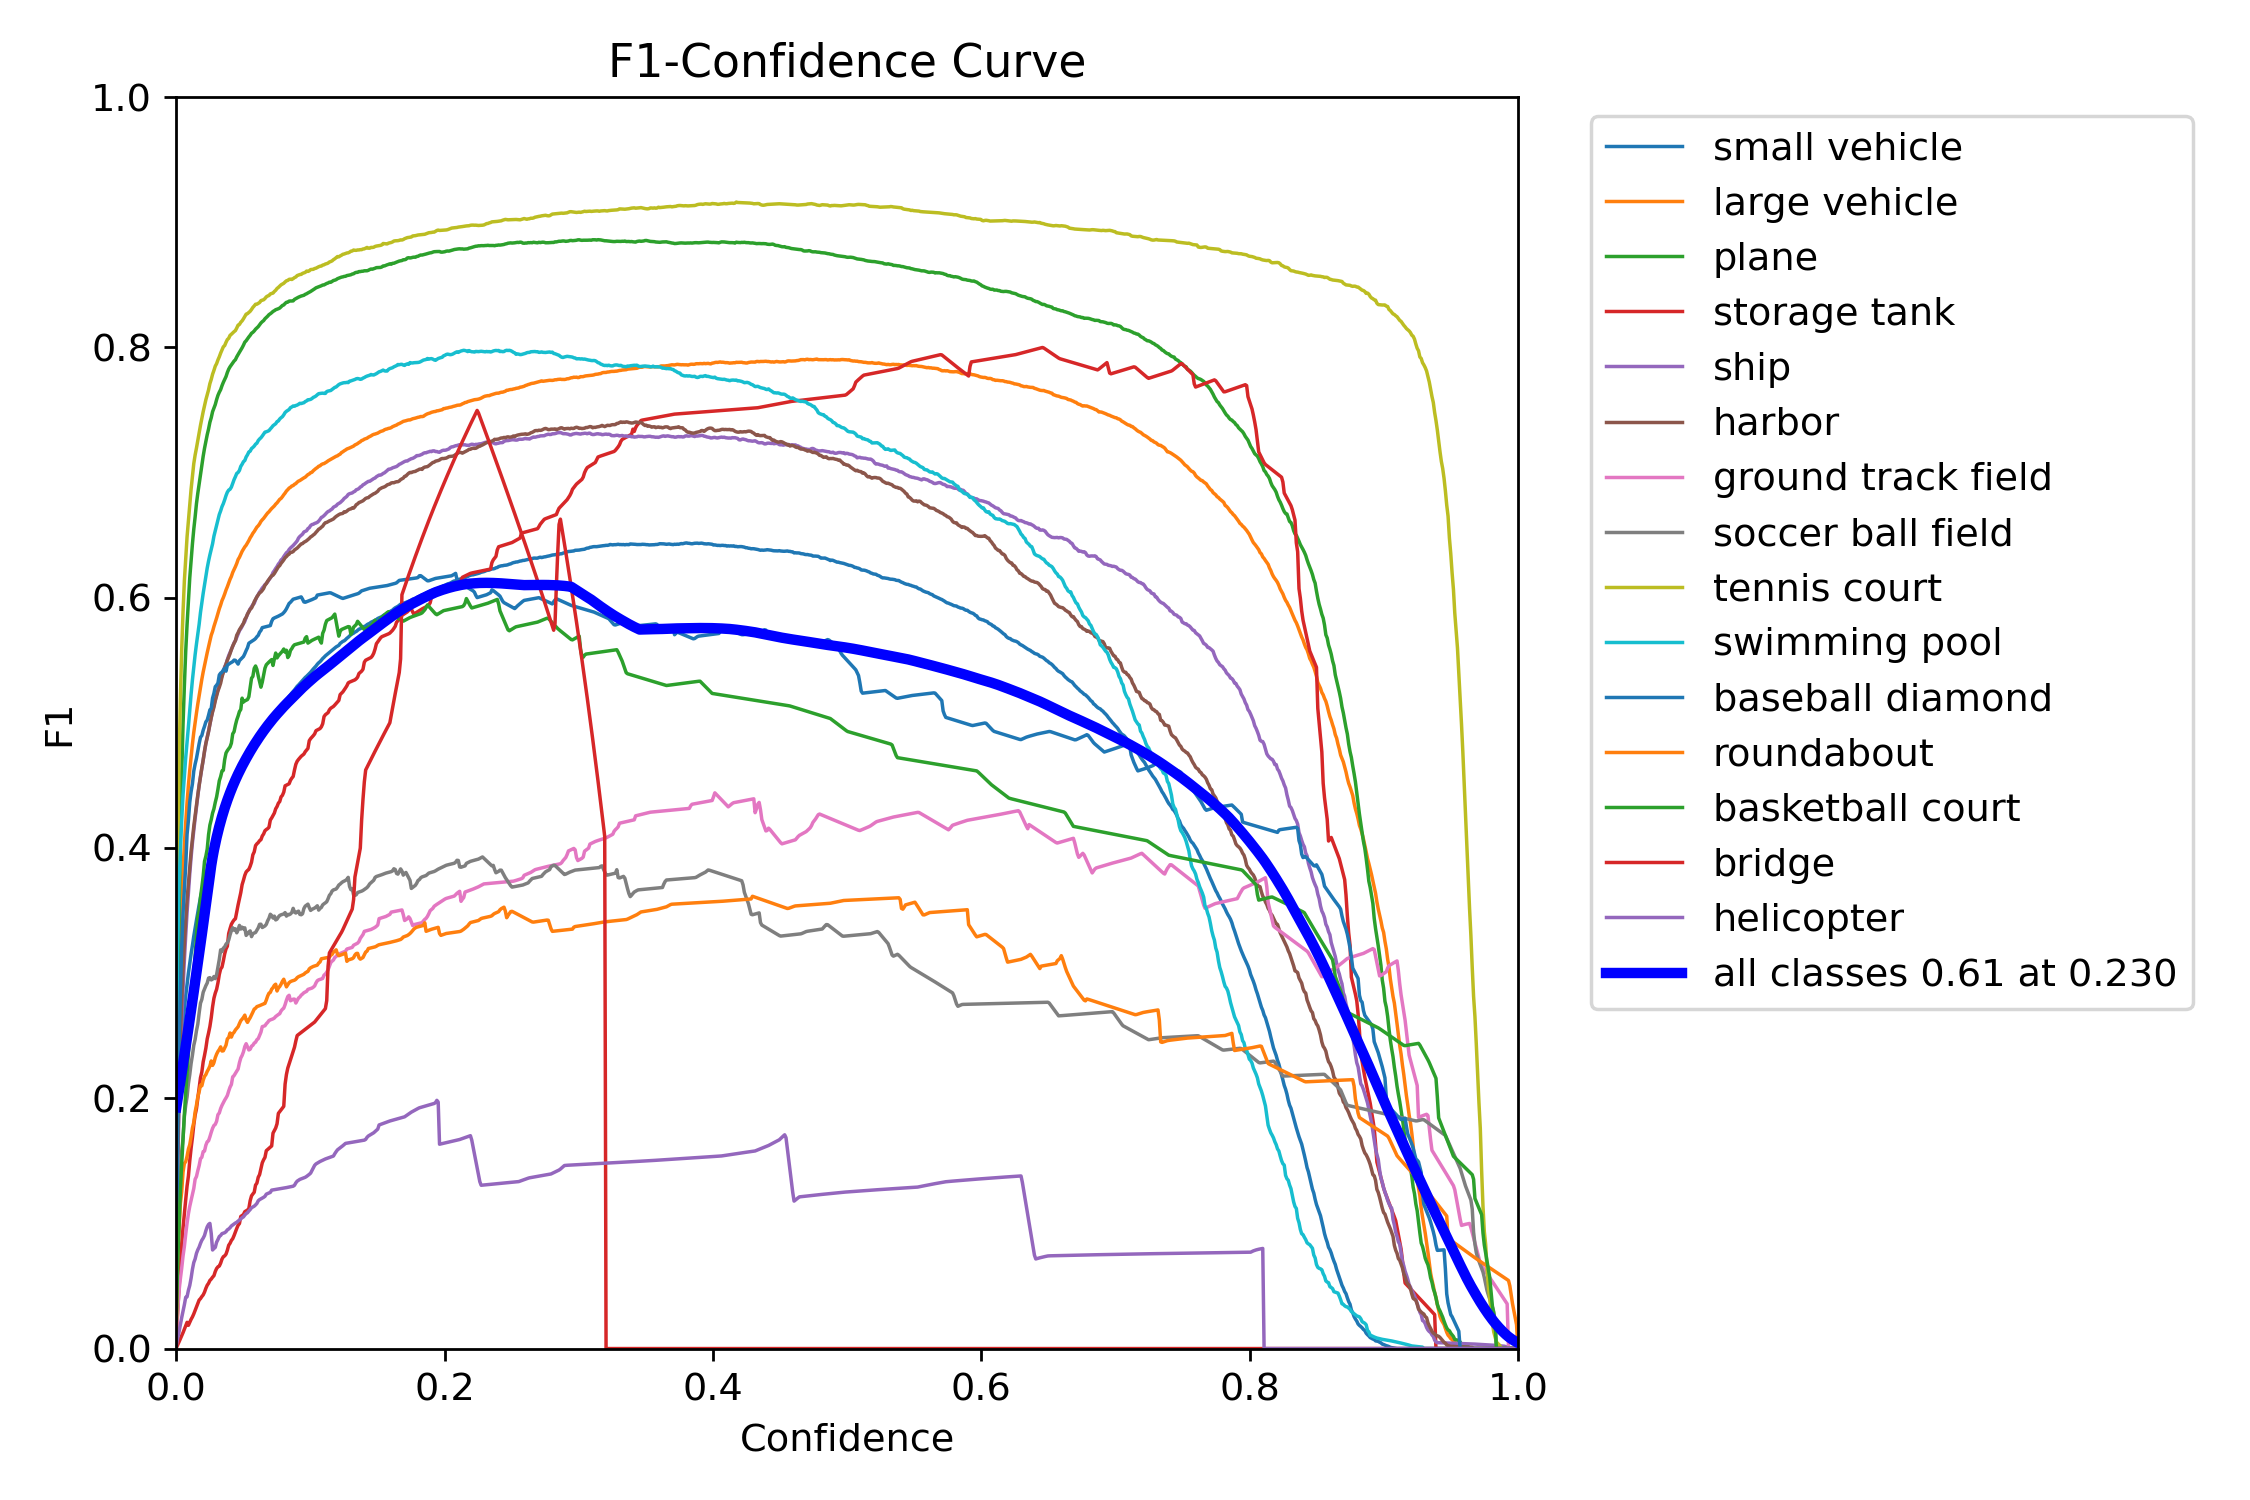 F1-Confidence Curve
1.0
0.8
0.6
0.4
0.2
0.0
F1
0.0 0.2 0.4 0.6 0.8 1.0
Confidence
small vehicle
large vehicle
plane
storage tank
ship
harbor
ground track field
soccer ball field
tennis court
swimming pool
baseball diamond
roundabout
basketball court
bridge
helicopter
all classes 0.61 at 0.230